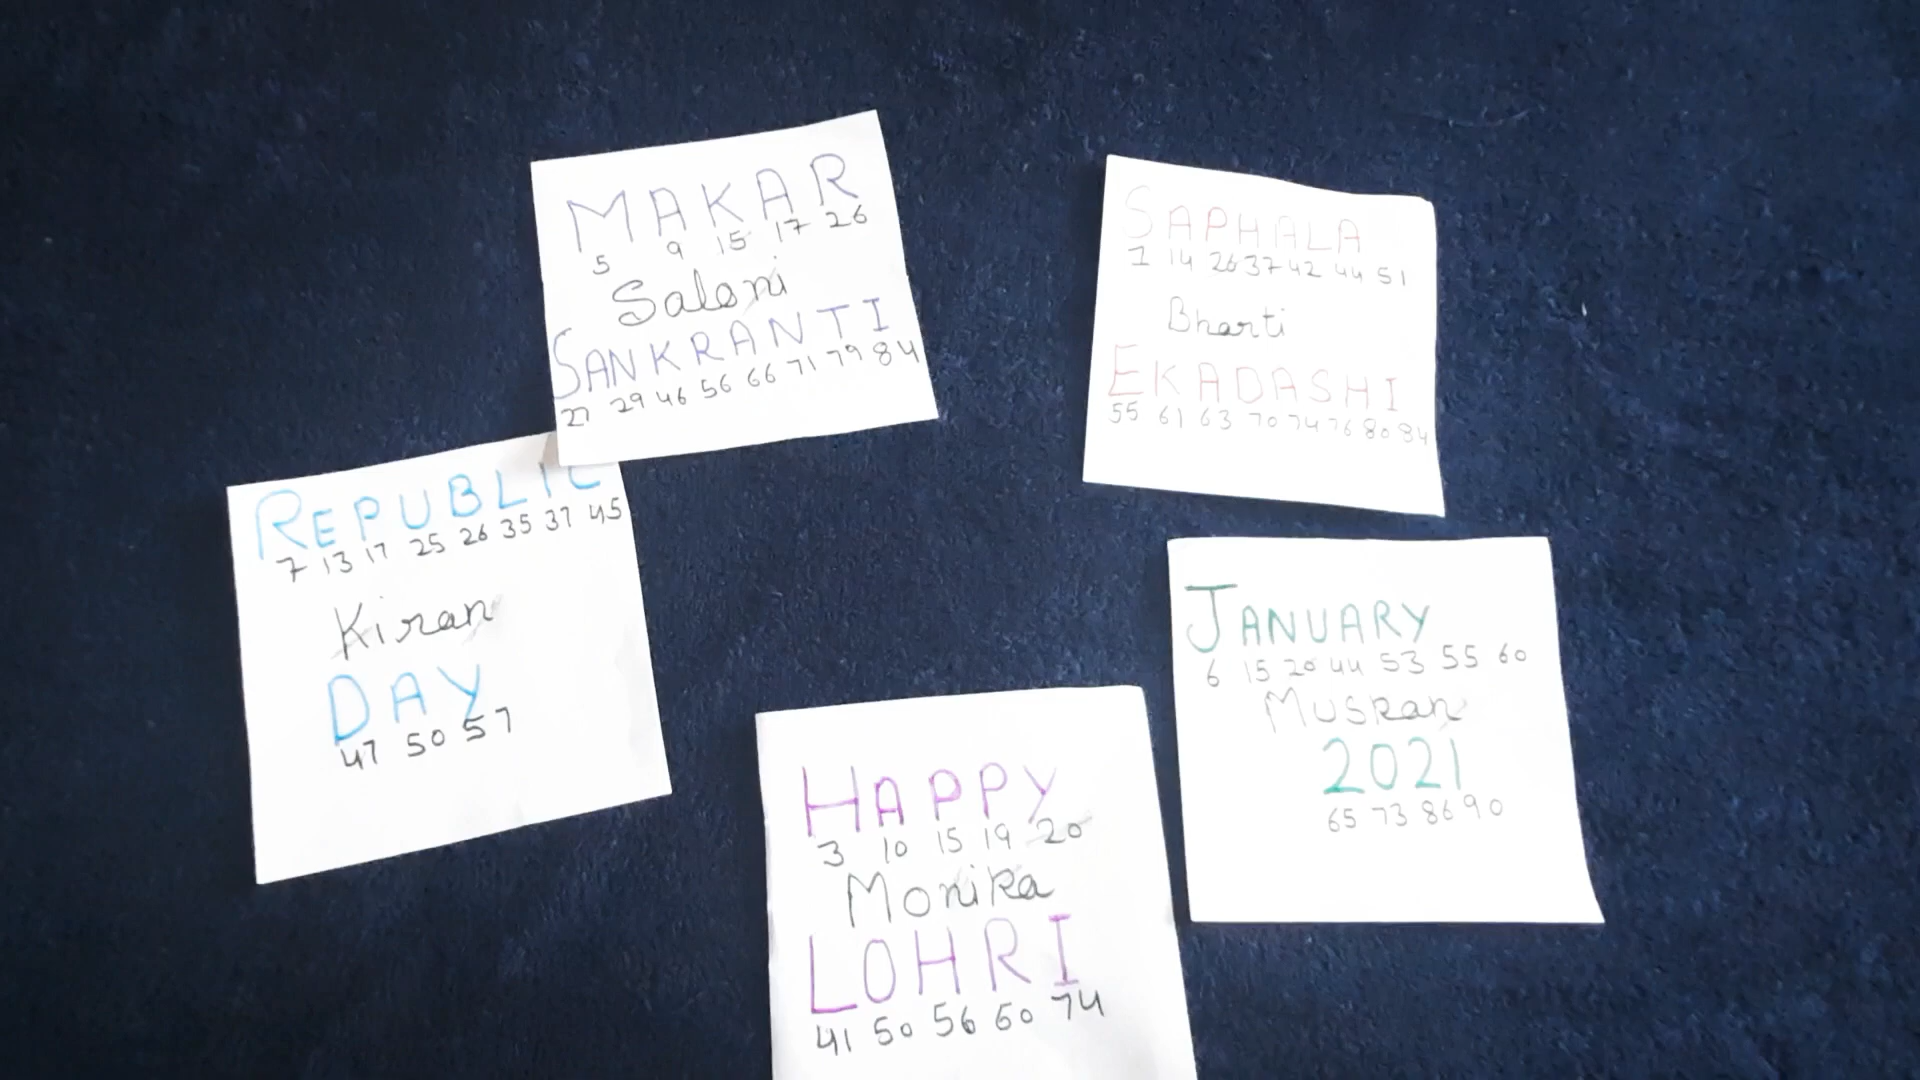 MAKAR
5 9 15 17 26
Saloni
SANKRANTI
27 29 46 56 66 71 79 84
SAPHALA
1 14 26 37 42 44 51
Bharti
EKADASHI
55 61 63 70 74 76 80 84
REPUBLIC
7 13 17 25 26 35 37 45
Kiran
DAY
47 50 57
JANUARY
6 15 20 44 53 55 60
Muskan
2021
65 73 86 90
HAPPY
3 10 15 19 20
Monika
LOHRI
41 50 56 60 74